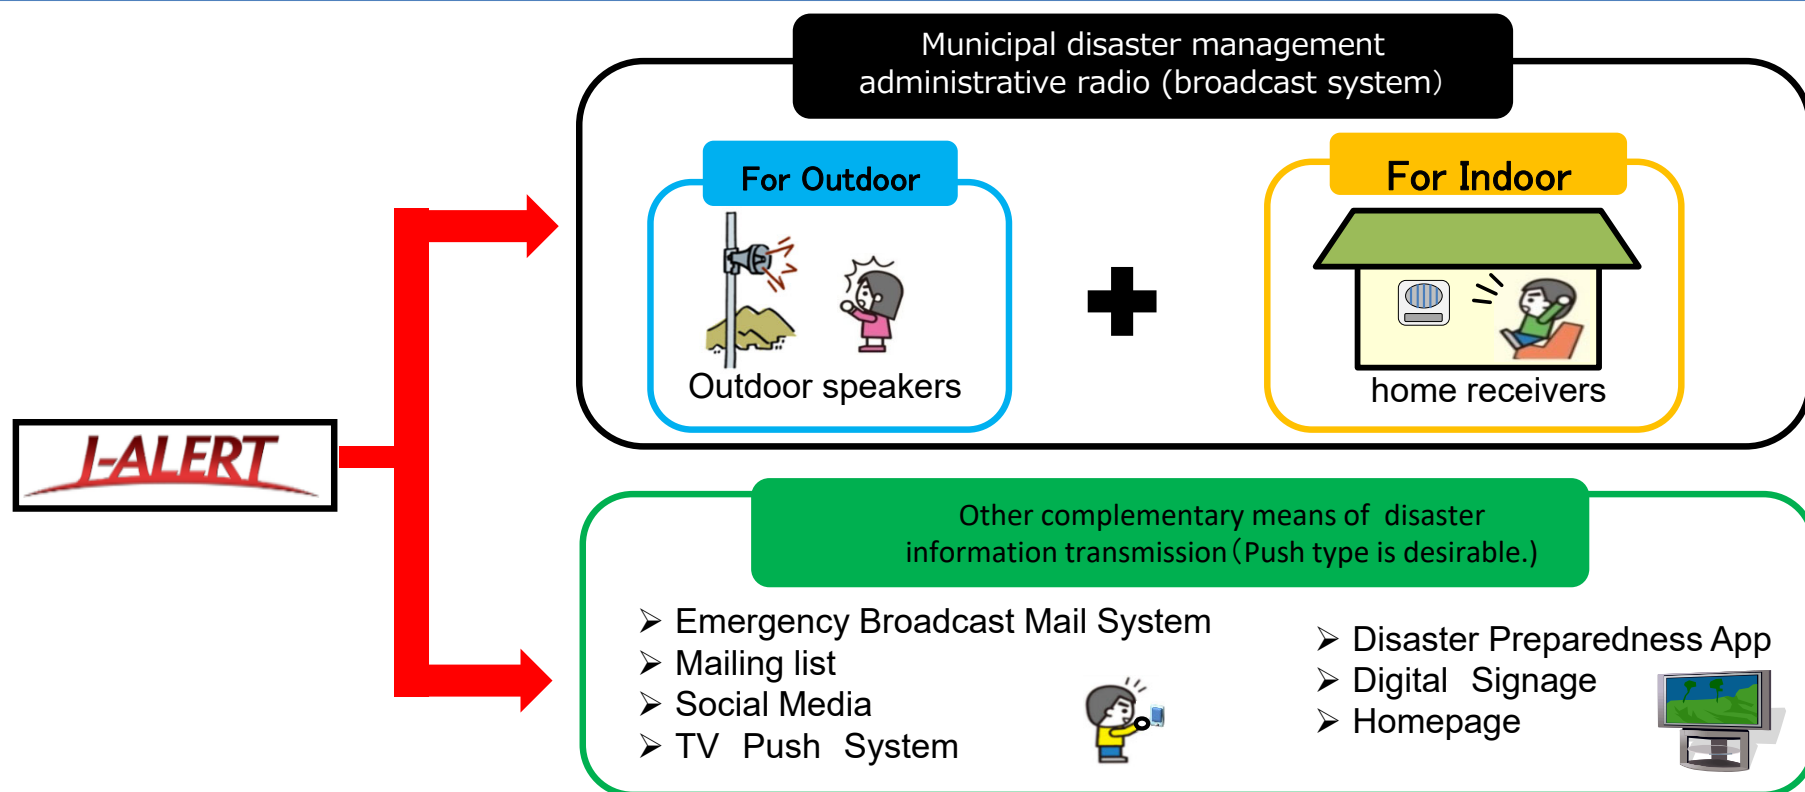 Municipal disaster management
administrative radio (broadcast system）
For Outdoor
For Indoor
Outdoor speakers
home receivers
J-ALERT
Other complementary means of disaster
information transmission（Push type is desirable.)
➢ Emergency Broadcast Mail System
➢ Mailing list
➢ Social Media
➢ TV Push System
➢ Disaster Preparedness App
➢ Digital Signage
➢ Homepage